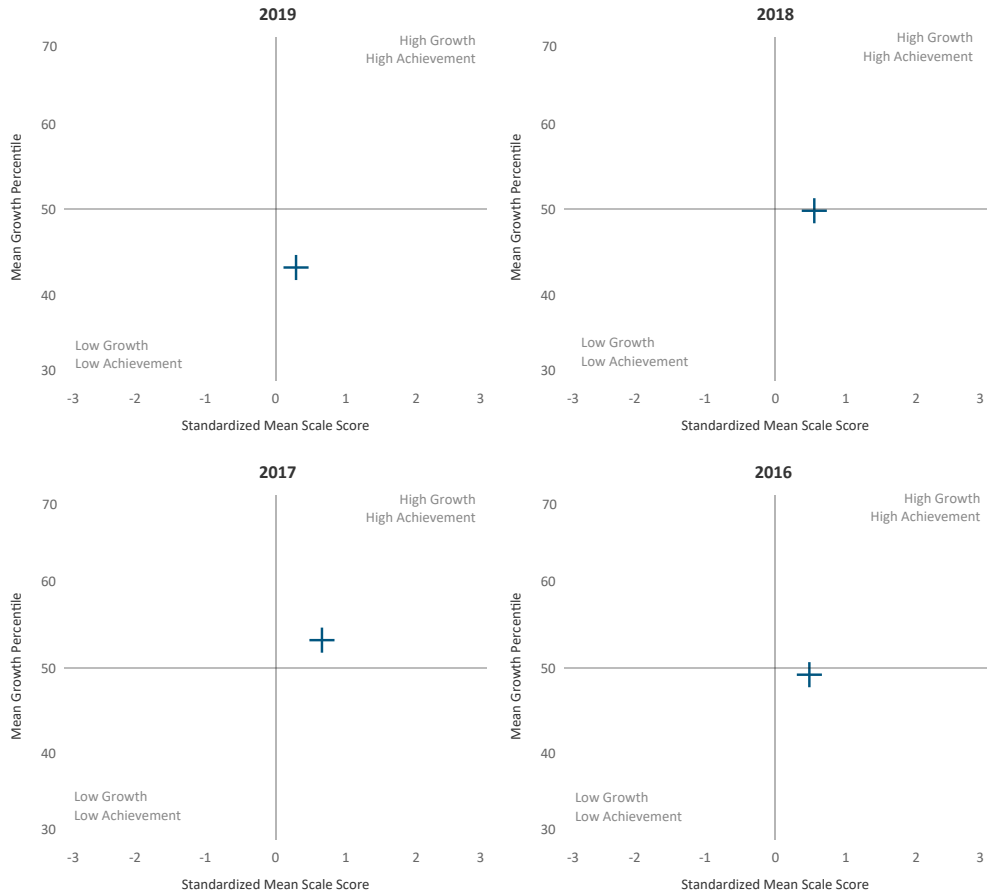 2019
High Growth
High Achievement
70
60
50
40
30
Mean Growth Percentile
Low Growth
Low Achievement
-3 -2 -1 0 1 2 3
Standardized Mean Scale Score
2018
High Growth
High Achievement
70
60
50
40
30
Mean Growth Percentile
Low Growth
Low Achievement
-3 -2 -1 0 1 2 3
Standardized Mean Scale Score
2017
High Growth
High Achievement
70
60
50
40
30
Mean Growth Percentile
Low Growth
Low Achievement
-3 -2 -1 0 1 2 3
Standardized Mean Scale Score
2016
High Growth
High Achievement
70
60
50
40
30
Mean Growth Percentile
Low Growth
Low Achievement
-3 -2 -1 0 1 2 3
Standardized Mean Scale Score